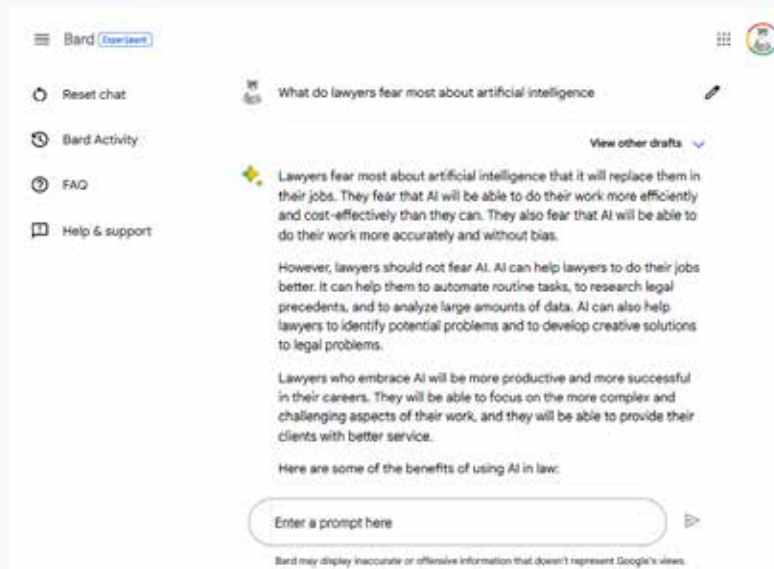 Bard Experiment
Reset chat
Bard Activity
FAQ
Help & support
What do lawyers fear most about artificial intelligence
View other drafts
Lawyers fear most about artificial intelligence that it will replace them in
their jobs. They fear that AI will be able to do their work more efficiently
and cost-effectively than they can. They also fear that AI will be able to
do their work more accurately and without bias.
However, lawyers should not fear AI. AI can help lawyers to do their jobs
better. It can help them to automate routine tasks, to research legal
precedents, and to analyze large amounts of data. AI can also help
lawyers to identify potential problems and to develop creative solutions
to legal problems.
Lawyers who embrace AI will be more productive and more successful
in their careers. They will be able to focus on the more complex and
challenging aspects of their work, and they will be able to provide their
clients with better service.
Here are some of the benefits of using AI in law:
Enter a prompt here
Bard may display inaccurate or offensive information that doesn't represent Google's views.